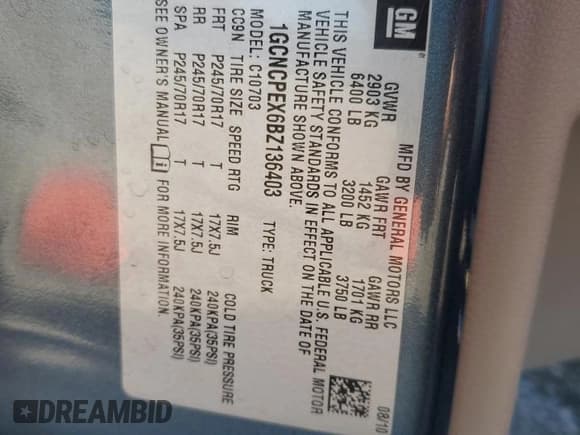 GM
MFD BY GENERAL MOTORS LLC 08/10
GVWR GAWR FRT GAWR RR
2903 KG 1452 KG 1701 KG
6400 LB 3200 LB 3750 LB
THIS VEHICLE CONFORMS TO ALL APPLICABLE U.S. FEDERAL MOTOR
VEHICLE SAFETY STANDARDS IN EFFECT ON THE DATE OF
MANUFACTURE SHOWN ABOVE.
1GCNCPEX6BZ136403 TYPE: TRUCK
MODEL: C10703
CC9N TIRE SIZE SPEED RTG RIM COLD TIRE PRESSURE
FRT P245/70R17 T 17X7.5J 240KPA(35PSI)
RR P245/70R17 T 17X7.5J 240KPA(35PSI)
SPA P245/70R17 T 17X7.5J 240KPA(35PSI)
SEE OWNER'S MANUAL FOR MORE INFORMATION.
DREAMBID